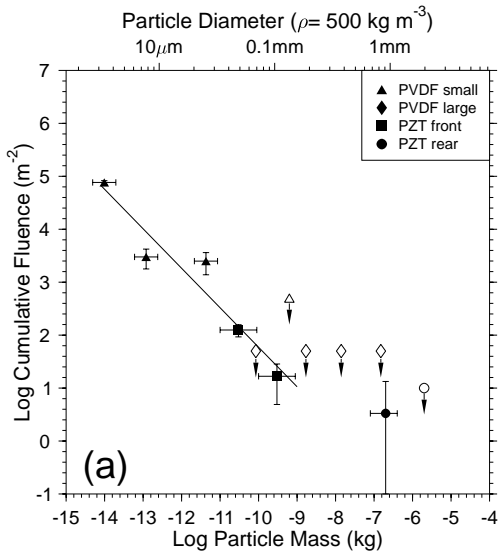 Particle Diameter (ρ= 500 kg m-3)
10μm 0.1mm 1mm
7
6
5
4
3
2
1
0
-1
Log Cumulative Fluence (m-2)
PVDF small
PVDF large
PZT front
PZT rear
(a)
-15 -14 -13 -12 -11 -10 -9 -8 -7 -6 -5 -4
Log Particle Mass (kg)